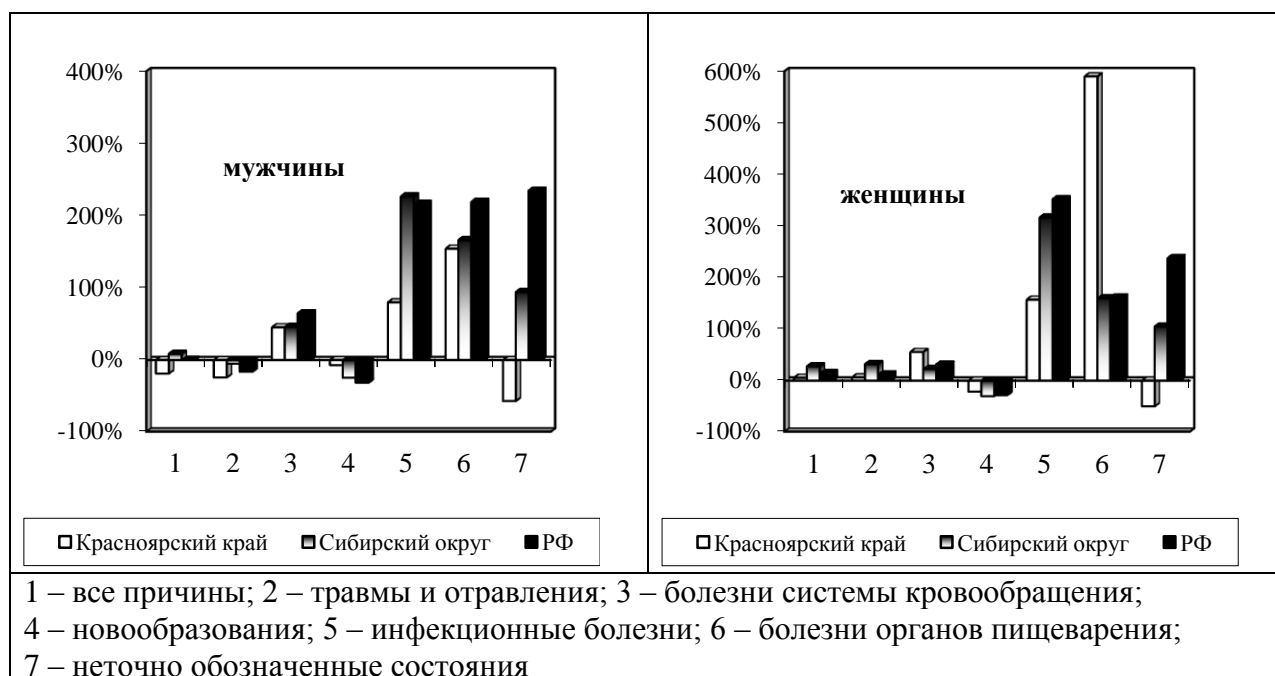 400%
300%
200%
100%
0%
-100%
мужчины
1 2 3 4 5 6 7
Красноярский край Сибирский округ РФ
600%
500%
400%
300%
200%
100%
0%
-100%
женщины
1 2 3 4 5 6 7
Красноярский край Сибирский округ РФ
1 – все причины; 2 – травмы и отравления; 3 – болезни системы кровообращения;
4 – новообразования; 5 – инфекционные болезни; 6 – болезни органов пищеварения;
7 – неточно обозначенные состояния